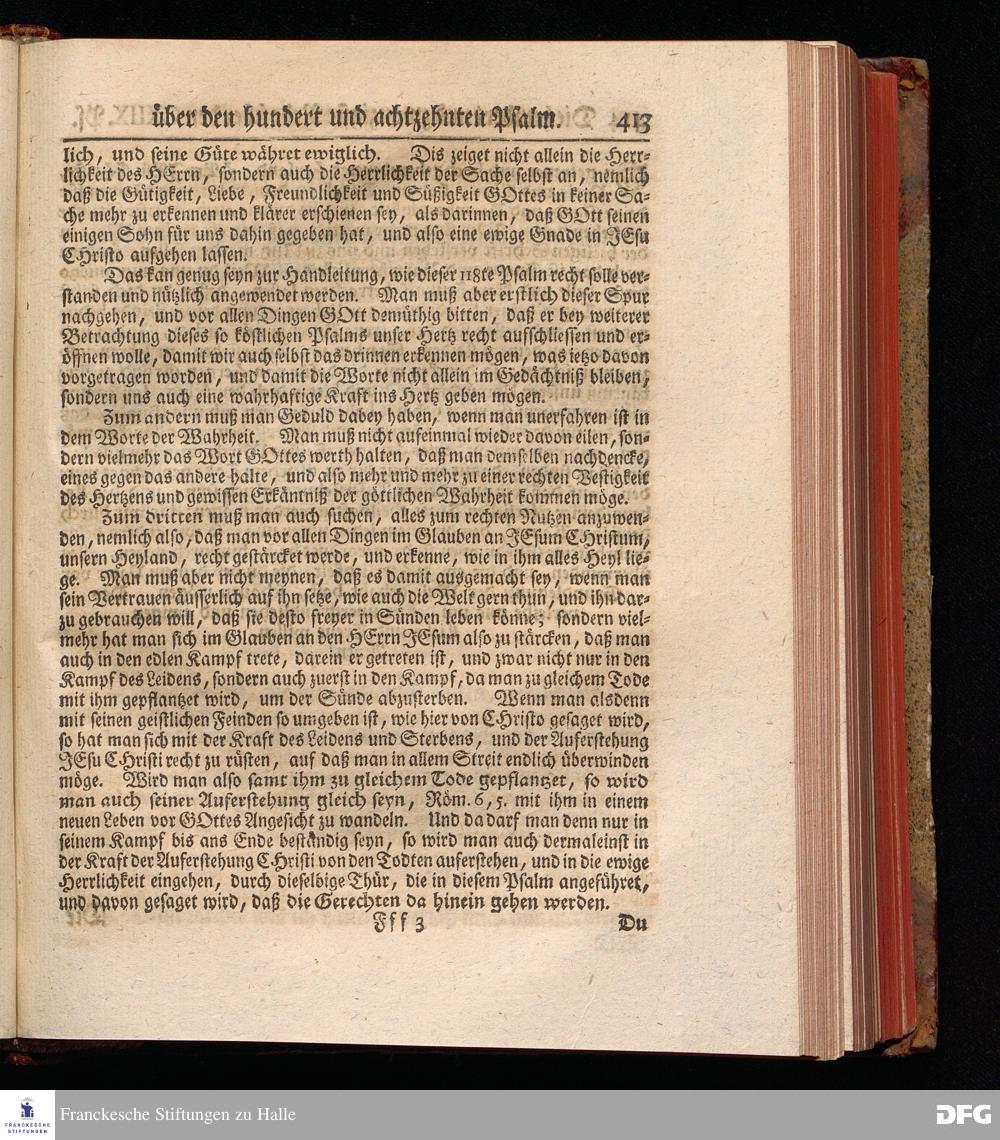 über den hundert und achtzehnten Psalm. 413
lich, und seine Güte währet ewiglich. Dis zeiget nicht allein die Herr-
lichkeit des HErrn, sondern auch die Herrlichkeit der Sache selbst an, nemlich
daß die Gütigkeit, Liebe, Freundlichkeit und Süßigkeit GOttes in keiner Sa-
che mehr zu erkennen und klärer erschienen sey, als darinnen, daß GOtt seinen
einigen Sohn für uns dahin gegeben hat, und also eine ewige Gnade in JEsu
CHristo aufgehen lassen.
Das kan genug seyn zur Handleitung, wie dieser 118te Psalm recht solle ver-
standen und nützlich angewendet werden. Man muß aber erstlich dieser Spur
nachgehen, und vor allen Dingen GOtt demüthig bitten, daß er bey weiterer
Betrachtung dieses so köstlichen Psalms unser Hertz recht aufschliessen und er-
öffnen wolle, damit wir auch selbst das drinnen erkennen mögen, was ietzo davon
vorgetragen worden, und damit die Worte nicht allein im Gedächtniß bleiben,
sondern uns auch eine wahrhaftige Kraft ins Hertz geben mögen.
Zum andern muß man Geduld dabey haben, wenn man unerfahren ist in
dem Worte der Wahrheit. Man muß nicht aufeinmal wieder davon eilen, son-
dern vielmehr das Wort GOttes werth halten, daß man demselben nachdencke,
eines gegen das andere halte, und also mehr und mehr zu einer rechten Vestigkeit
des Hertzens und gewissen Erkäntniß der göttlichen Wahrheit kommen möge.
Zum dritten muß man auch suchen, alles zum rechten Nutzen anzuwen-
den, nemlich also, daß man vor allen Dingen im Glauben an JEsum CHristum,
unsern Heyland, recht gestärcket werde, und erkenne, wie in ihm alles Heyl lie-
ge. Man muß aber nicht meynen, daß es damit ausgemacht sey, wenn man
sein Vertrauen äusserlich auf ihn setze, wie auch die Welt gern thun, und ihn dar-
zu gebrauchen will, daß sie desto freyer in Sünden leben könne; sondern viel-
mehr hat man sich im Glauben an den HErrn JEsum also zu stärcken, daß man
auch in den edlen Kampf trete, darein er getreten ist, und zwar nicht nur in den
Kampf des Leidens, sondern auch zuerst in den Kampf, da man zu gleichem Tode
mit ihm gepflantzet wird, um der Sünde abzusterben. Wenn man alsdenn
mit seinen geistlichen Feinden so umgeben ist, wie hier von CHristo gesaget wird,
so hat man sich mit der Kraft des Leidens und Sterbens, und der Auferstehung
JEsu CHristi recht zu rüsten, auf daß man in allem Streit endlich überwinden
möge. Wird man also samt ihm zu gleichem Tode gepflantzet, so wird
man auch seiner Auferstehung gleich seyn, Röm. 6, 5. mit ihm in einem
neuen Leben vor GOttes Angesicht zu wandeln. Und da darf man denn nur in
seinem Kampf bis ans Ende beständig seyn, so wird man auch dermaleinst in
der Kraft der Auferstehung CHristi von den Todten auferstehen, und in die ewige
Herrlichkeit eingehen, durch dieselbige Thür, die in diesem Psalm angeführet,
und davon gesaget wird, daß die Gerechten da hinein gehen werden.
Fff 3 Du
Franckesche Stiftungen zu Halle
FRANCKESCHE
STIFTUNGEN
DFG